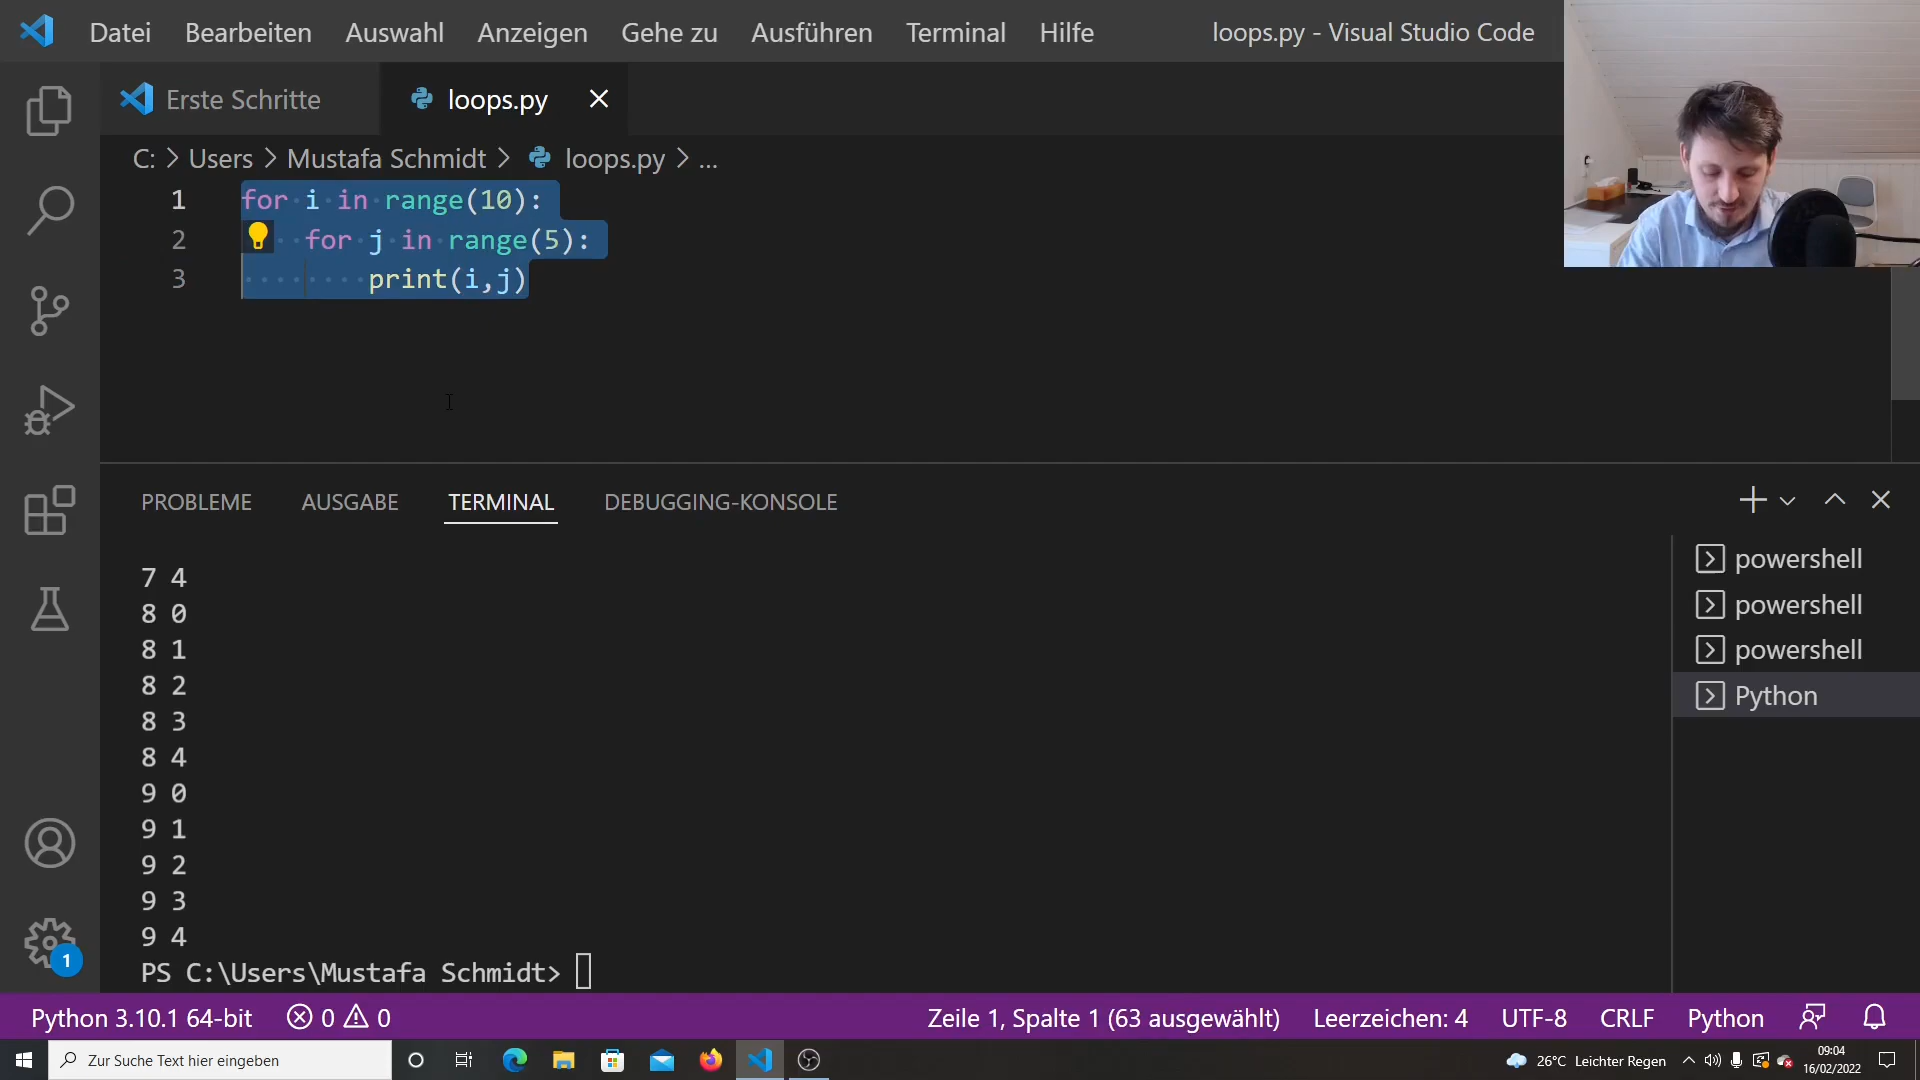 Datei Bearbeiten Auswahl Anzeigen Gehe zu Ausführen Terminal Hilfe loops.py - Visual Studio Code
Erste Schritte loops.py
C: > Users > Mustafa Schmidt > loops.py > ...
1 for i in range(10):
2 for j in range(5):
3 print(i,j)
PROBLEME AUSGABE TERMINAL DEBUGGING-KONSOLE
powershell
powershell
powershell
Python
7 4
8 0
8 1
8 2
8 3
8 4
9 0
9 1
9 2
9 3
9 4
PS C:\Users\Mustafa Schmidt>
1
Python 3.10.1 64-bit 0 0 Zeile 1, Spalte 1 (63 ausgewählt) Leerzeichen: 4 UTF-8 CRLF Python
Zur Suche Text hier eingeben 26°C Leichter Regen 09:04
16/02/2022